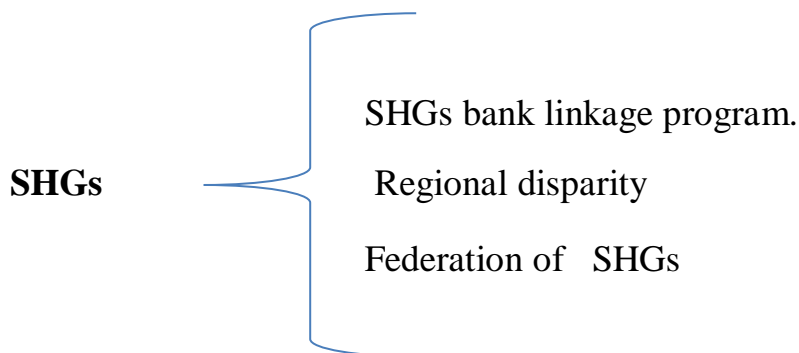 SHGs bank linkage program.
SHGs
Regional disparity
Federation of SHGs